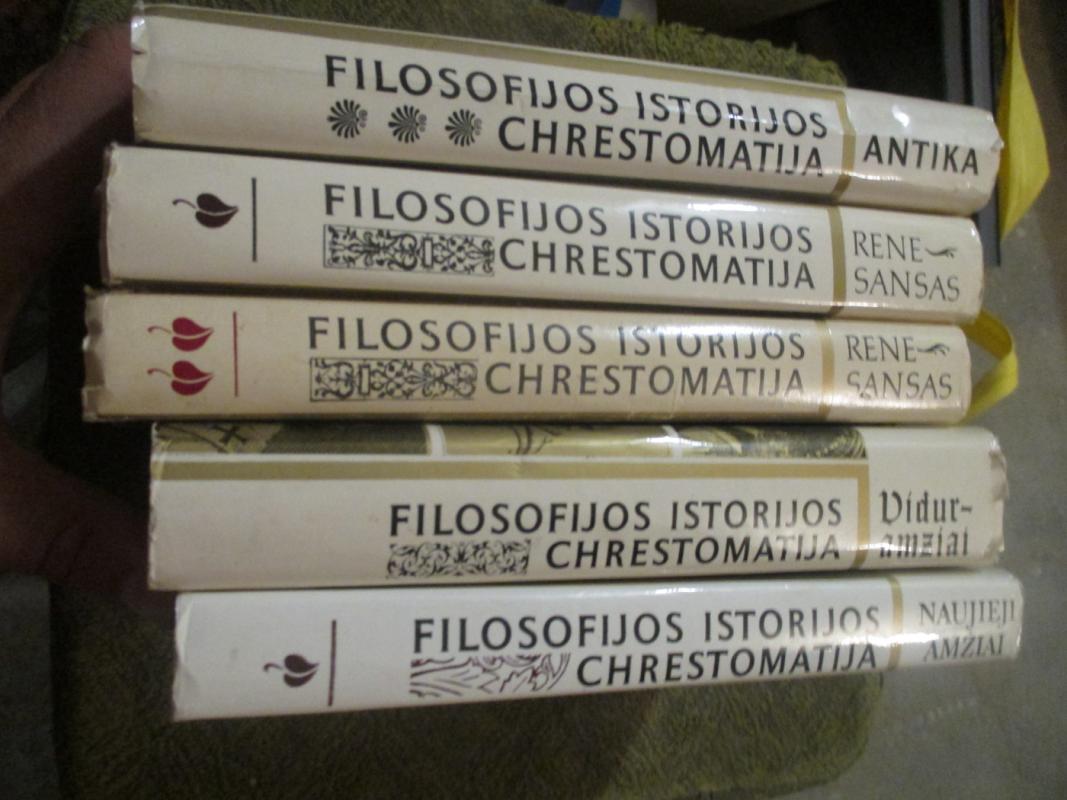 FILOSOFIJOS ISTORIJOS
CHRESTOMATIJA
ANTIKA
FILOSOFIJOS ISTORIJOS
CHRESTOMATIJA
RENE-
SANSAS
FILOSOFIJOS ISTORIJOS
CHRESTOMATIJA
RENE-
SANSAS
FILOSOFIJOS ISTORIJOS
CHRESTOMATIJA
Vidur-
amžiai
FILOSOFIJOS ISTORIJOS
CHRESTOMATIJA
NAUJIEJI
AMŽIAI